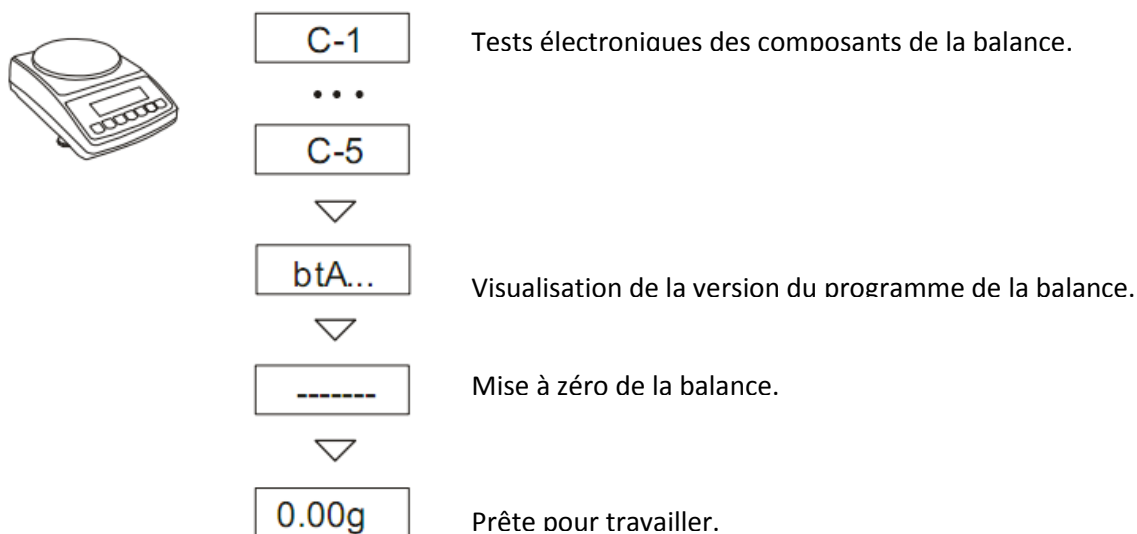 C-1 Tests électroniques des composants de la balance.
• • •
C-5
btA... Visualisation de la version du programme de la balance.
------- Mise à zéro de la balance.
0.00g Prête pour travailler.